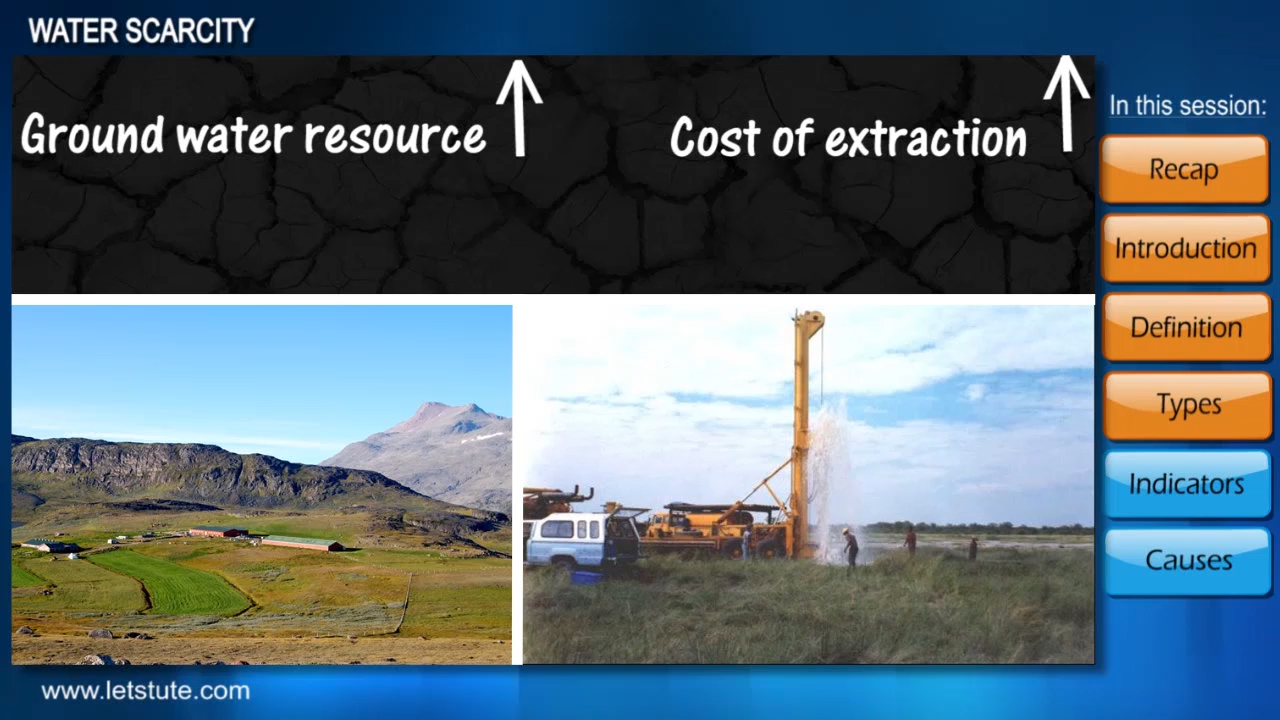 WATER SCARCITY
Ground water resource
Cost of extraction
In this session:
Recap
Introduction
Definition
Types
Indicators
Causes
www.letstute.com